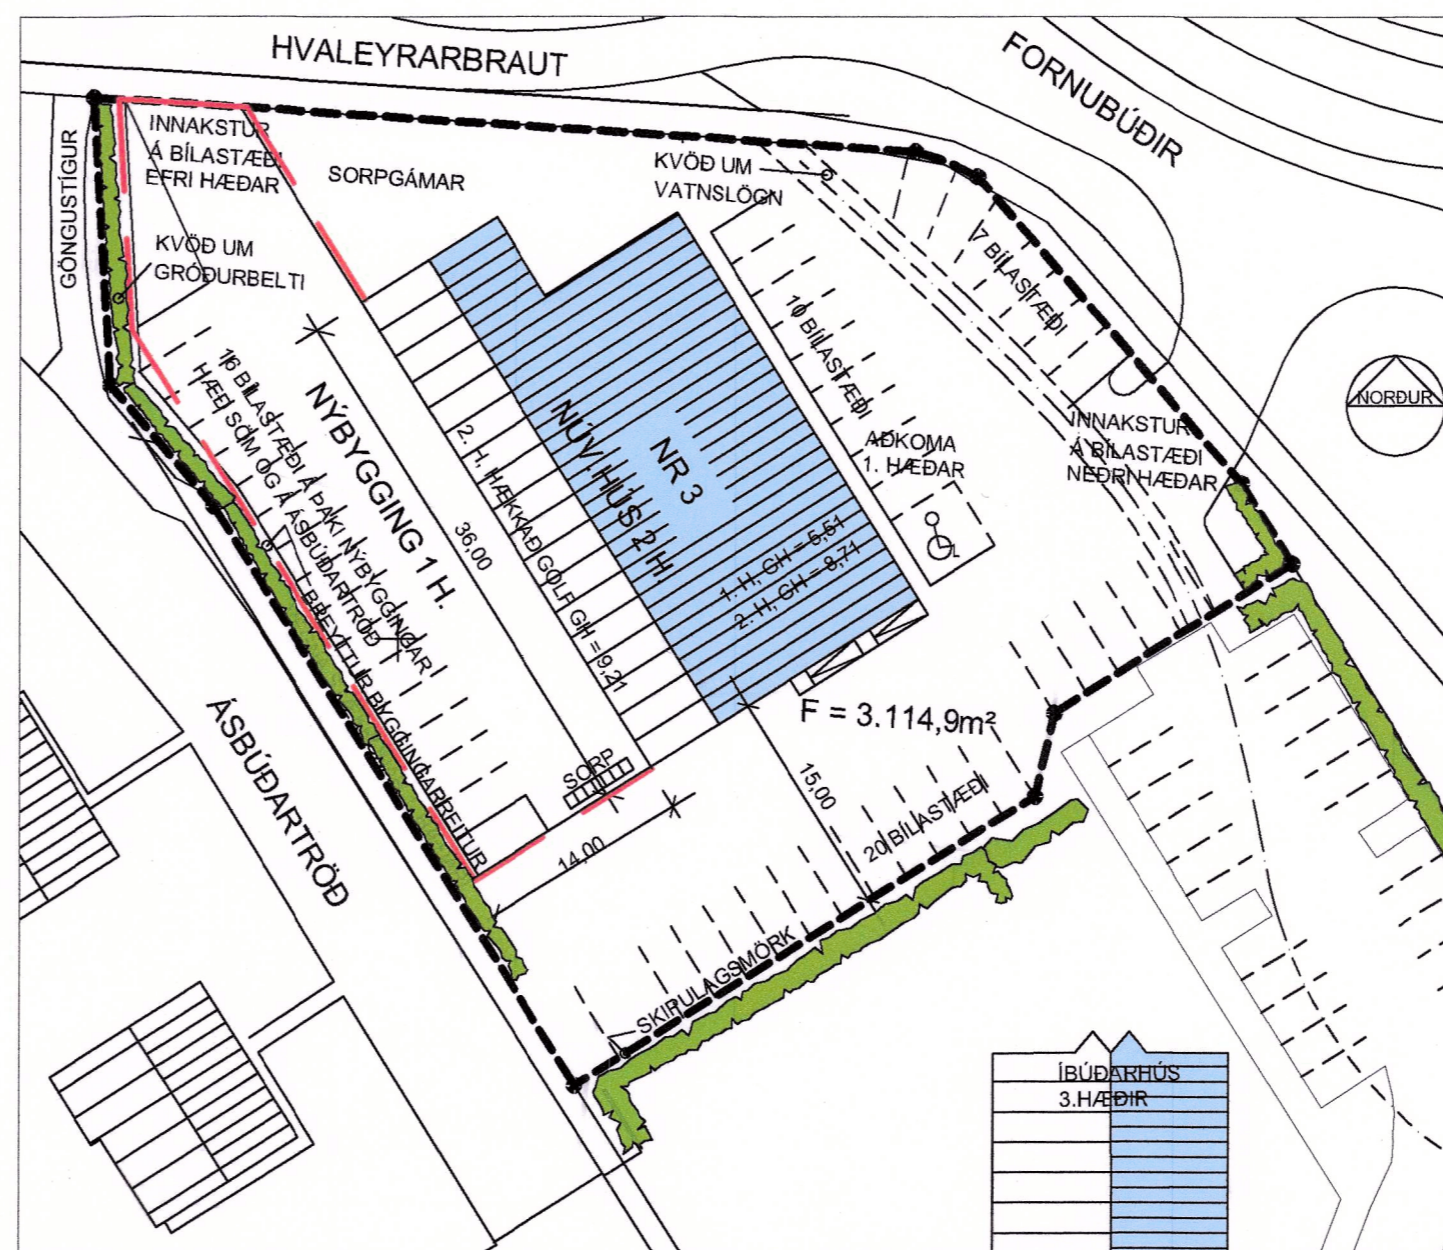 HVALEYRARBRAUT
FORNUBÚÐIR
GÖNGUSTÍGUR
INNAKSTUR
Á BÍLASTÆÐI
EFRI HÆÐAR
SORPGÁMAR
KVÖÐ UM
VATNSLÖGN
KVÖÐ UM
GRÓÐURBELTI
7 BÍLASTÆÐI
10 BÍLASTÆÐI
NORÐUR
INNAKSTUR
Á BÍLASTÆÐI
NEÐRI HÆÐAR
AÐKOMA
1. HÆÐAR
16 BÍLASTÆÐI Á ÞAKI NÝBYGGINGAR
HÆÐ SÖM OG Á ÁSBÚÐARTRÖÐ
NÝBYGGING 1 H.
36,00
2. H, HÆKKAÐ GÓLF GH = 9,21
NR 3
NÚV. HÚS 2 H.
1. H, GH = 5,51
2. H, GH = 8,71
BREYTTUR BYGGINGARREITUR
ÁSBÚÐARTRÖÐ
F = 3.114,9m²
SORP
14,00
15,00
20 BÍLASTÆÐI
SKIPULAGSMÖRK
ÍBÚÐARHÚS
3.HÆÐIR